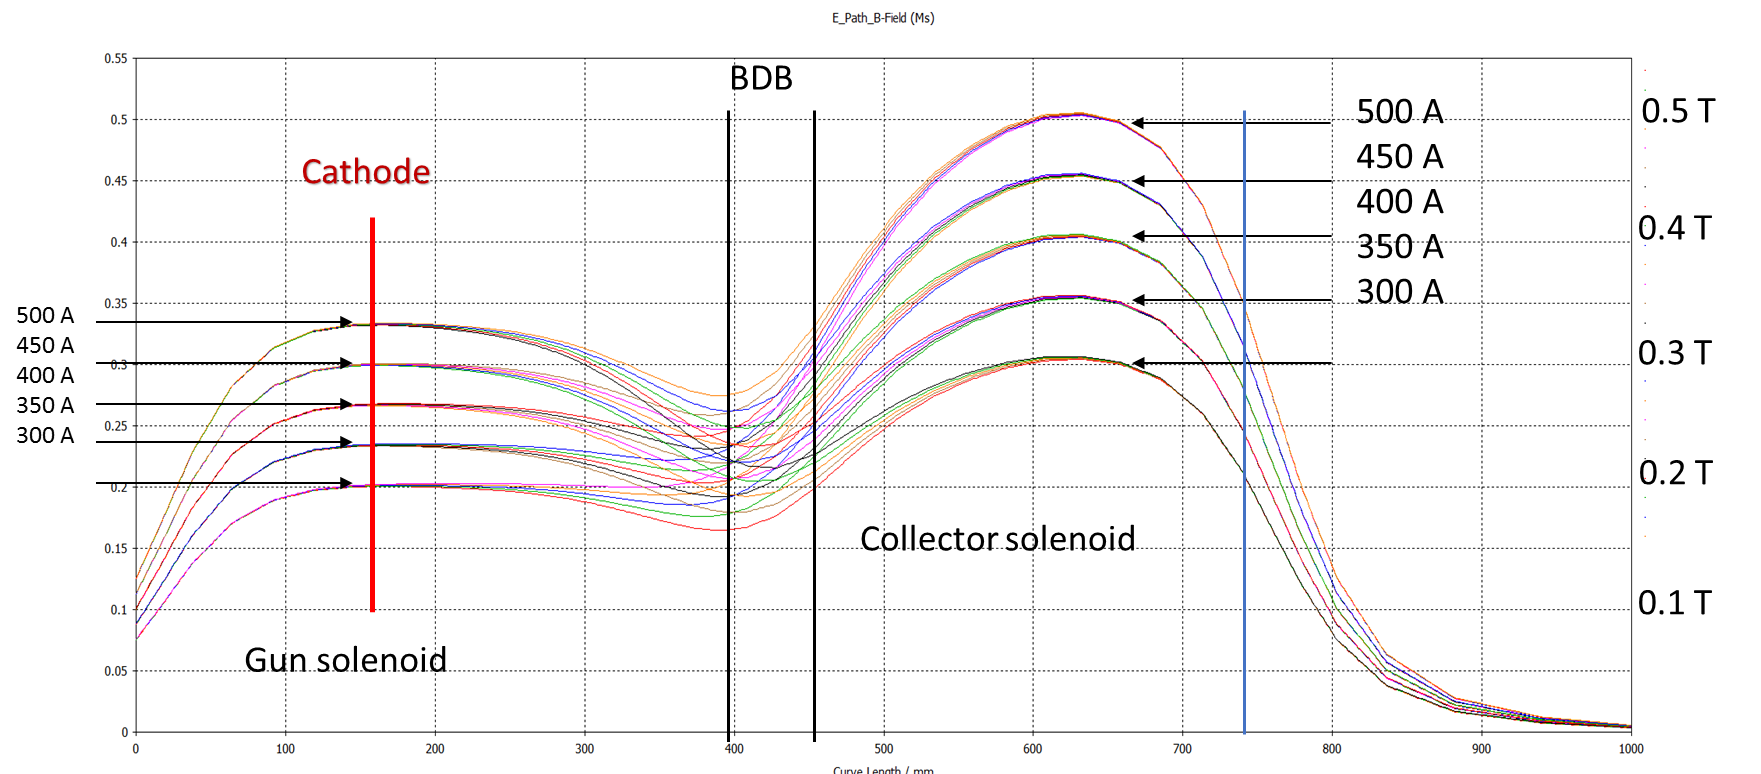 E_Path_B-Field (Ms)
0.55
0.5
0.45
0.4
0.35
0.3
0.25
0.2
0.15
0.1
0.05
0
0
100
200
300
400
500
600
700
800
900
1000
Curve Length / mm
BDB
Cathode
500 A
450 A
400 A
350 A
300 A
500 A
450 A
400 A
350 A
300 A
0.5 T
0.4 T
0.3 T
0.2 T
0.1 T
Collector solenoid
Gun solenoid